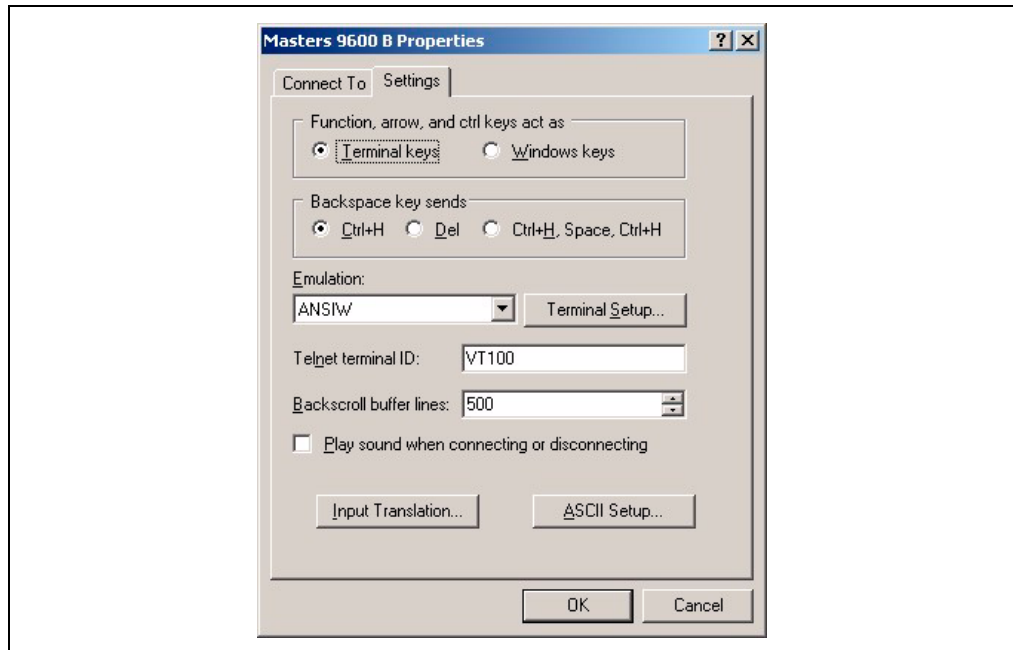 Masters 9600 B Properties
Connect To Settings
Function, arrow, and ctrl keys act as
Terminal keys Windows keys
Backspace key sends
Ctrl+H Del Ctrl+H, Space, Ctrl+H
Emulation:
ANSIW Terminal Setup...
Telnet terminal ID: VT100
Backscroll buffer lines: 500
Play sound when connecting or disconnecting
Input Translation... ASCII Setup...
OK Cancel